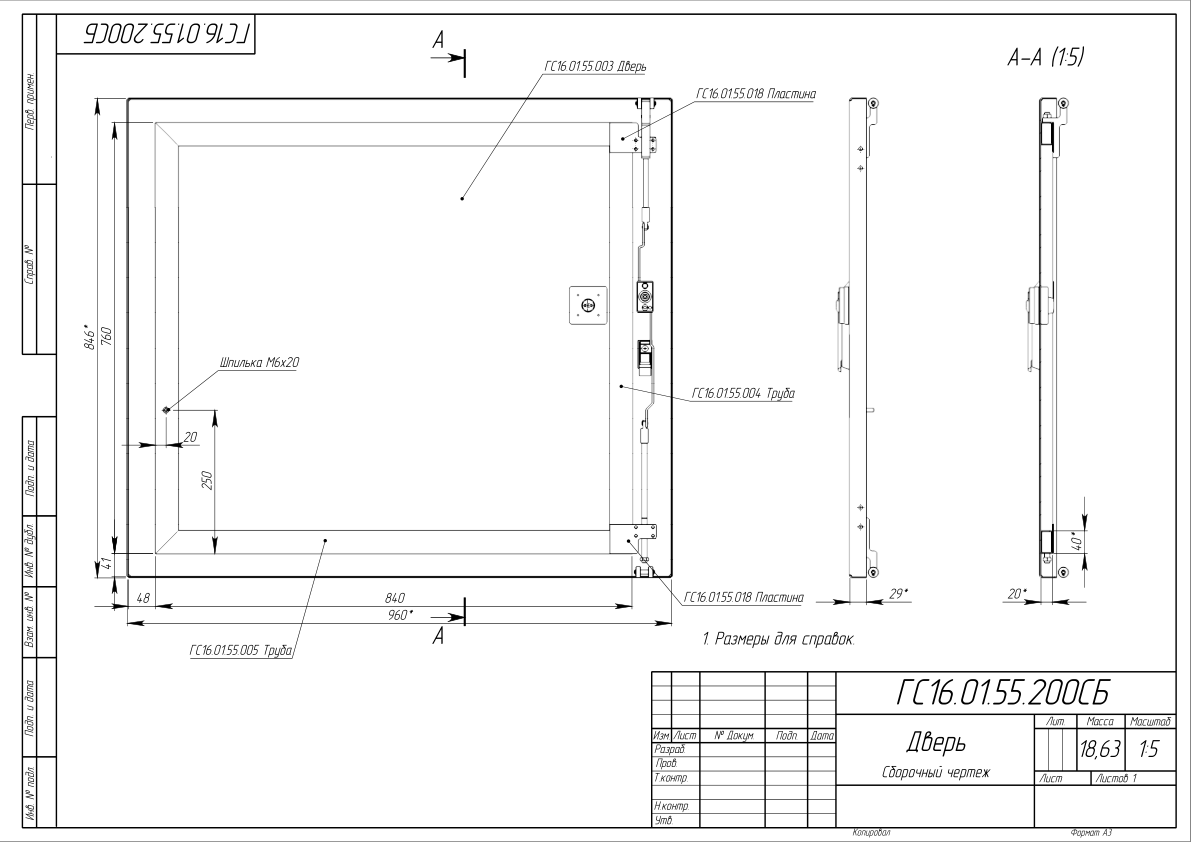 ГС16.01.55.200СБ
Перв. примен.
Справ. №
Подп. и дата
Инв. № дубл.
Взам. инв. №
Подп. и дата
Инв. № подл.
А
А-А (1:5)
ГС16.01.55.003 Дверь
ГС16.01.55.018 Пластина
846*
760
Шпилька М6х20
ГС16.01.55.004 Труба
20
250
40*
41
48
840
960*
29*
20*
ГС16.01.55.018 Пластина
А
ГС16.01.55.005 Труба
1. Размеры для справок.
ГС16.01.55.200СБ
Изм. Лист № Докум. Подп. Дата
Разраб.
Пров.
Т.контр.
Н.контр.
Утв.
Дверь
Сборочный чертеж
Лит. Масса Масштаб
18,63 1:5
Лист Листов 1
Копировал Формат А3